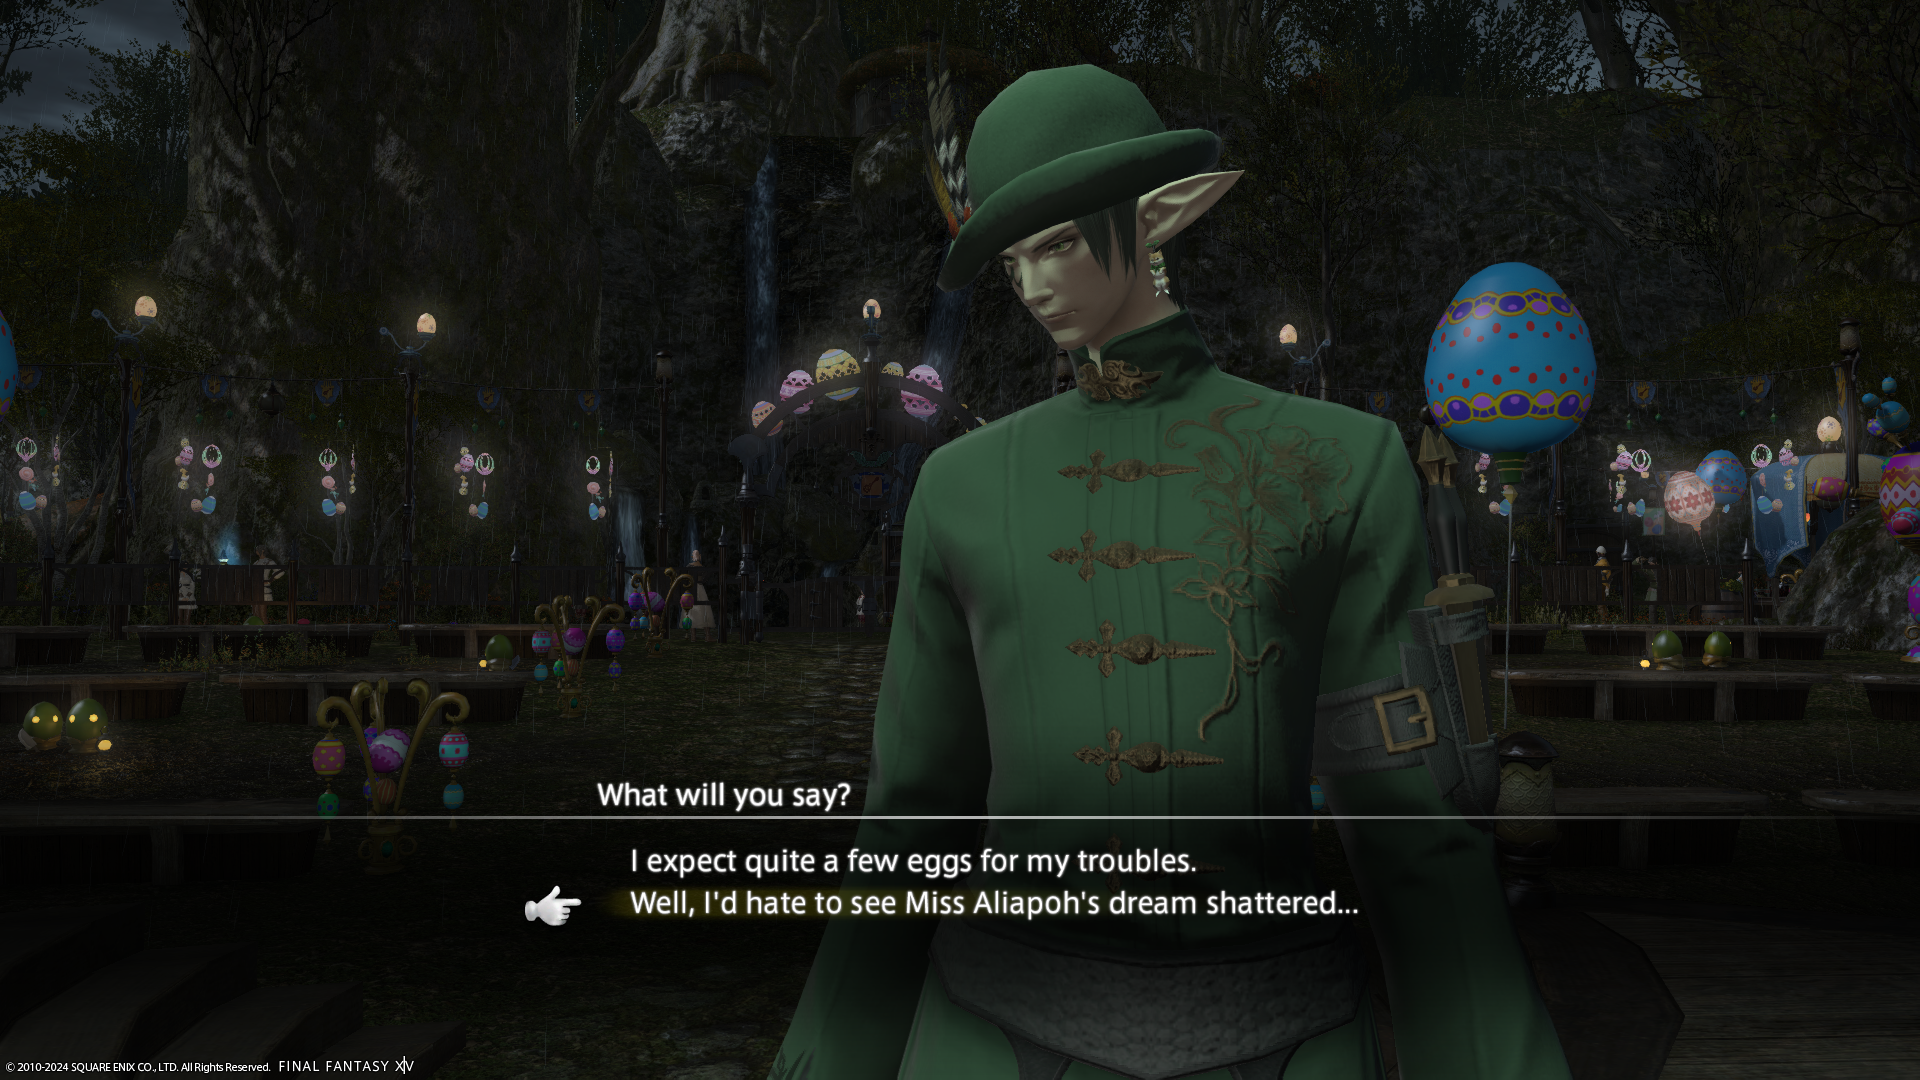 What will you say?
I expect quite a few eggs for my troubles.
Well, I'd hate to see Miss Aliapoh's dream shattered...
© 2010-2024 SQUARE ENIX CO., LTD. All Rights Reserved. FINAL FANTASY XIV